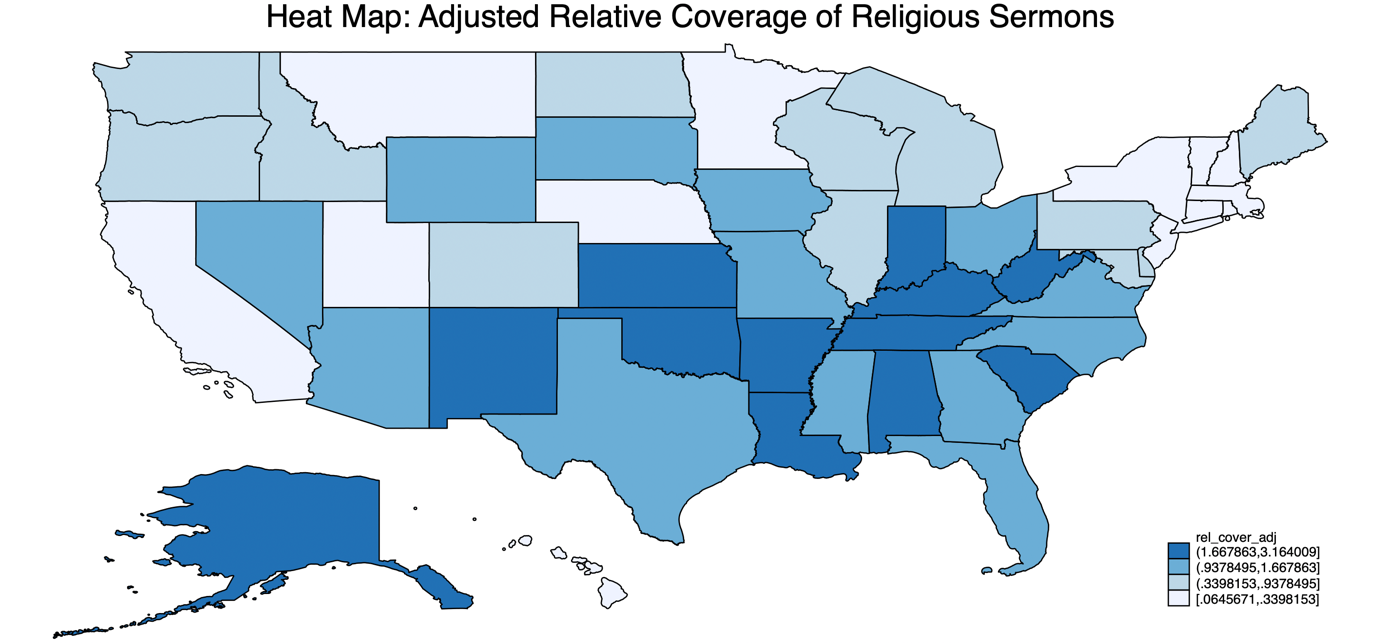 Heat Map: Adjusted Relative Coverage of Religious Sermons
rel_cover_adj
(1.667863,3.164009]
(.9378495,1.667863]
(.3398153,.9378495]
[.0645671,.3398153]